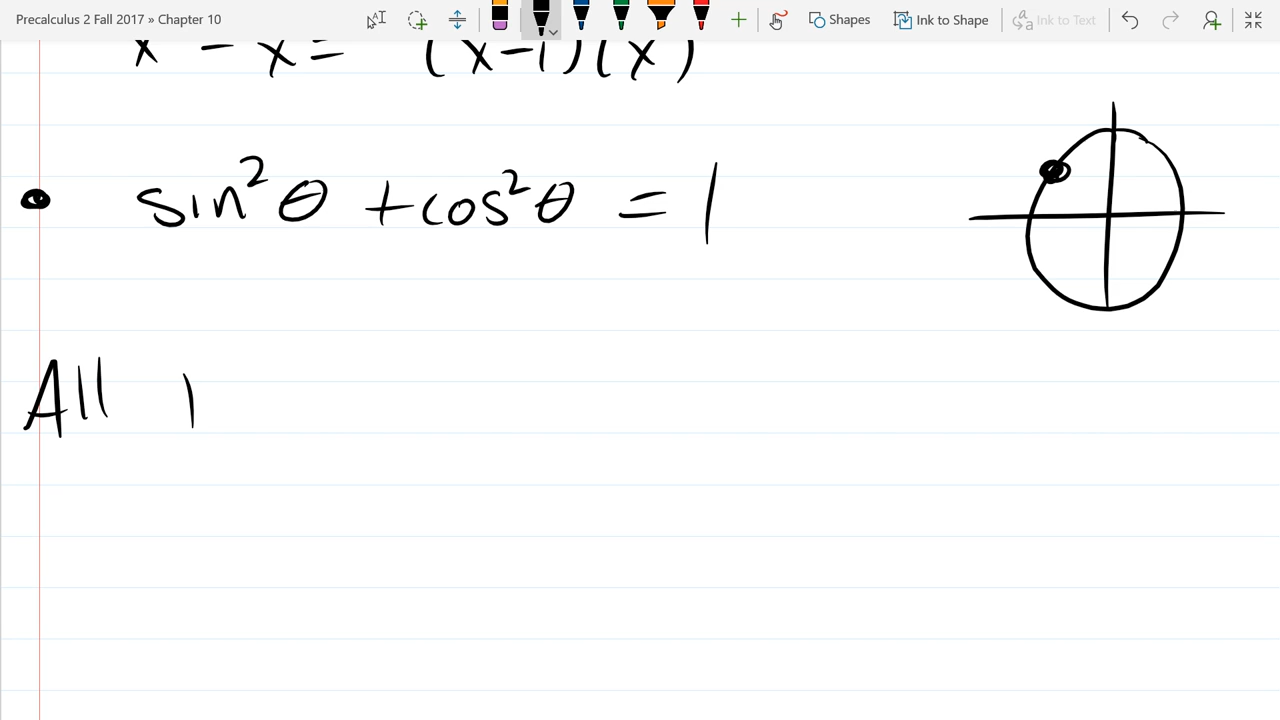 Precalculus 2 Fall 2017 » Chapter 10
Shapes
Ink to Shape
Ink to Text
x - x = (x-1)(x)
• sin²θ + cos²θ = 1
All